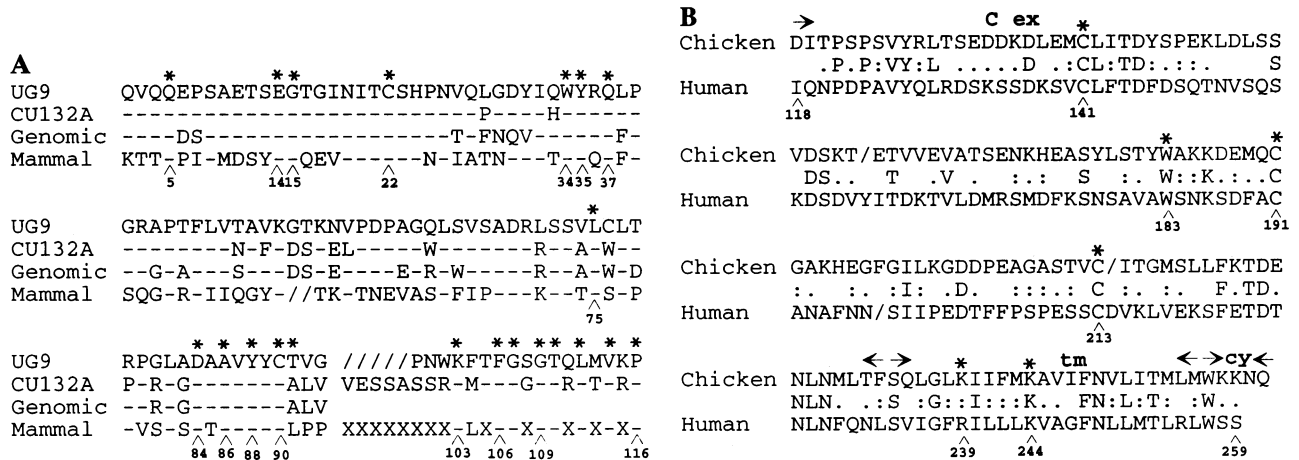 A
* ** * ** *
UG9 QVQQEPSAETSEGTGINITCSHPNVQLGDYIQWYRQLP
CU132A ---------------------------P----H------
Genomic ----DS-------------------T-FNQV------F-
Mammal KTT-PI-MDSY--QEV------N-IATN---T--Q-F-
5 1415 22 34 35 37
*
UG9 GRAPTFLVTAVKGTKNVPDPAGQLSVSADRLSSVLCLT
CU132A --------N-F-DS-EL-----W-------R--A-W--
Genomic --G-A---S---DS-E----E-R-W-----R--A-W-D
Mammal SQG-R-IIQGY-//TK-TNEVAS-FIP---K--T-S-P
75
* * * ** * ** ** * * *
UG9 RPGLADAAVYYCTVG /////PNWKFTFGSGTQLMVKP
CU132A P-R-G-------ALV VESSASSR-M---G--R-T-R-
Genomic --R-G-------ALV
Mammal -VS-S-T-----LPP XXXXXXXX-LX--X--X-X-X-
84 86 88 90 103 106 109 116
B
→ C ex *
Chicken DITPSPSVYRLTSEDDKDLEMCLITDYSPEKLDLSS
.P.P:VY:L .....D .:CL:TD:.:: S
Human IQNPDPAVYQLRDSKSSDKSVCLFTDFDSQTNVSQS
118 141
* *
Chicken VDSKT/ETVVEVATSENKHEASYLSTYWAKKDEMQC
DS.. T .V. :.: S :. W::K: . C
Human KDSDVYITDKTVLDMRSMDFKSNSAVAWSNKSDFAC
183 191
*
Chicken GAKHEGFGILKGDDPEAGASTVC/ITGMSLLFKTDE
:. :I: .D. :::.: C :. : F.TD.
Human ANAFNN/SIIPEDTFFPSPESSCDVKLVEKSFETDT
213
← → * * tm ← → cy ←
Chicken NLNMLTFSQLGLKIIFMKAVIFNVLITMLMWKKNQ
NLN. .:S :G::I:::K.. FN:L:T: W..
Human NLNFQNLSVIGFRILLLKVAGFNLLMTLRLWSS
239 244 259